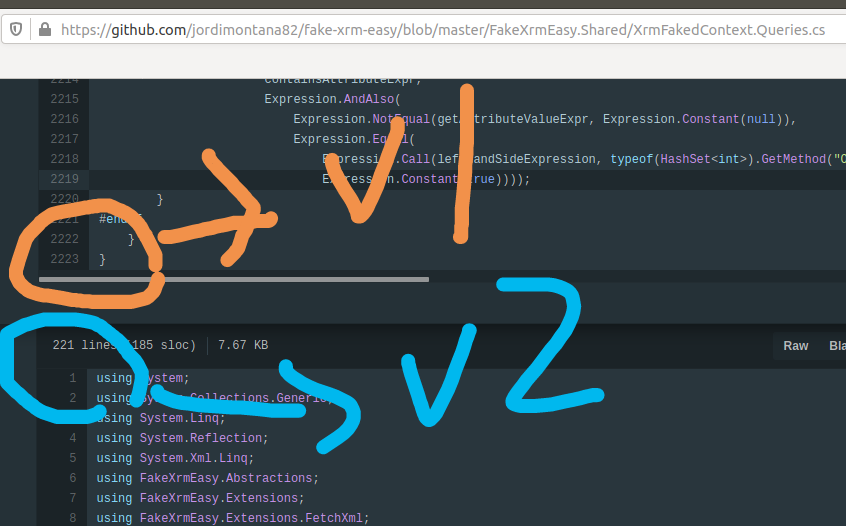 https://github.com/jordimontana82/fake-xrm-easy/blob/master/FakeXrmEasy.Shared/XrmFakedContext.Queries.cs
2214 containsAttributeExpr,
2215 Expression.AndAlso(
2216 Expression.NotEqual(getAttributeValueExpr, Expression.Constant(null)),
2217 Expression.Equal(
2218 Expression.Call(leftHandSideExpression, typeof(HashSet<int>).GetMethod("
2219 Expression.Constant(true))));
2220 }
2221 #endif
2222 }
2223 }
V1
221 lines (185 sloc) 7.67 KB
Raw
V2
1 using System;
2 using System.Collections.Generic;
3 using System.Linq;
4 using System.Reflection;
5 using System.Xml.Linq;
6 using FakeXrmEasy.Abstractions;
7 using FakeXrmEasy.Extensions;
8 using FakeXrmEasy.Extensions.FetchXml;